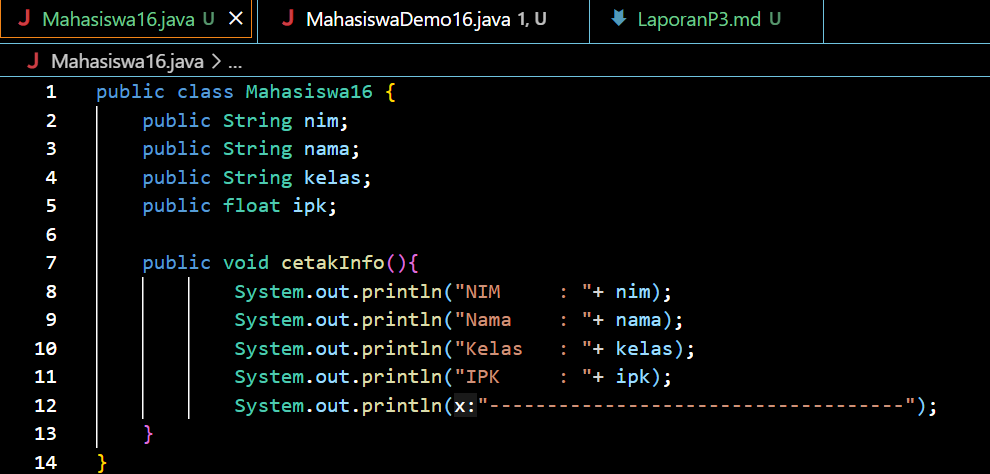 J Mahasiswa16.java U ×
J MahasiswaDemo16.java 1, U
LaporanP3.md U
J Mahasiswa16.java > ...
1 public class Mahasiswa16 {
2     public String nim;
3     public String nama;
4     public String kelas;
5     public float ipk;
6
7     public void cetakInfo(){
8             System.out.println("NIM     : "+ nim);
9             System.out.println("Nama    : "+ nama);
10             System.out.println("Kelas   : "+ kelas);
11             System.out.println("IPK     : "+ ipk);
12             System.out.println(x:"------------------------------------");
13     }
14 }